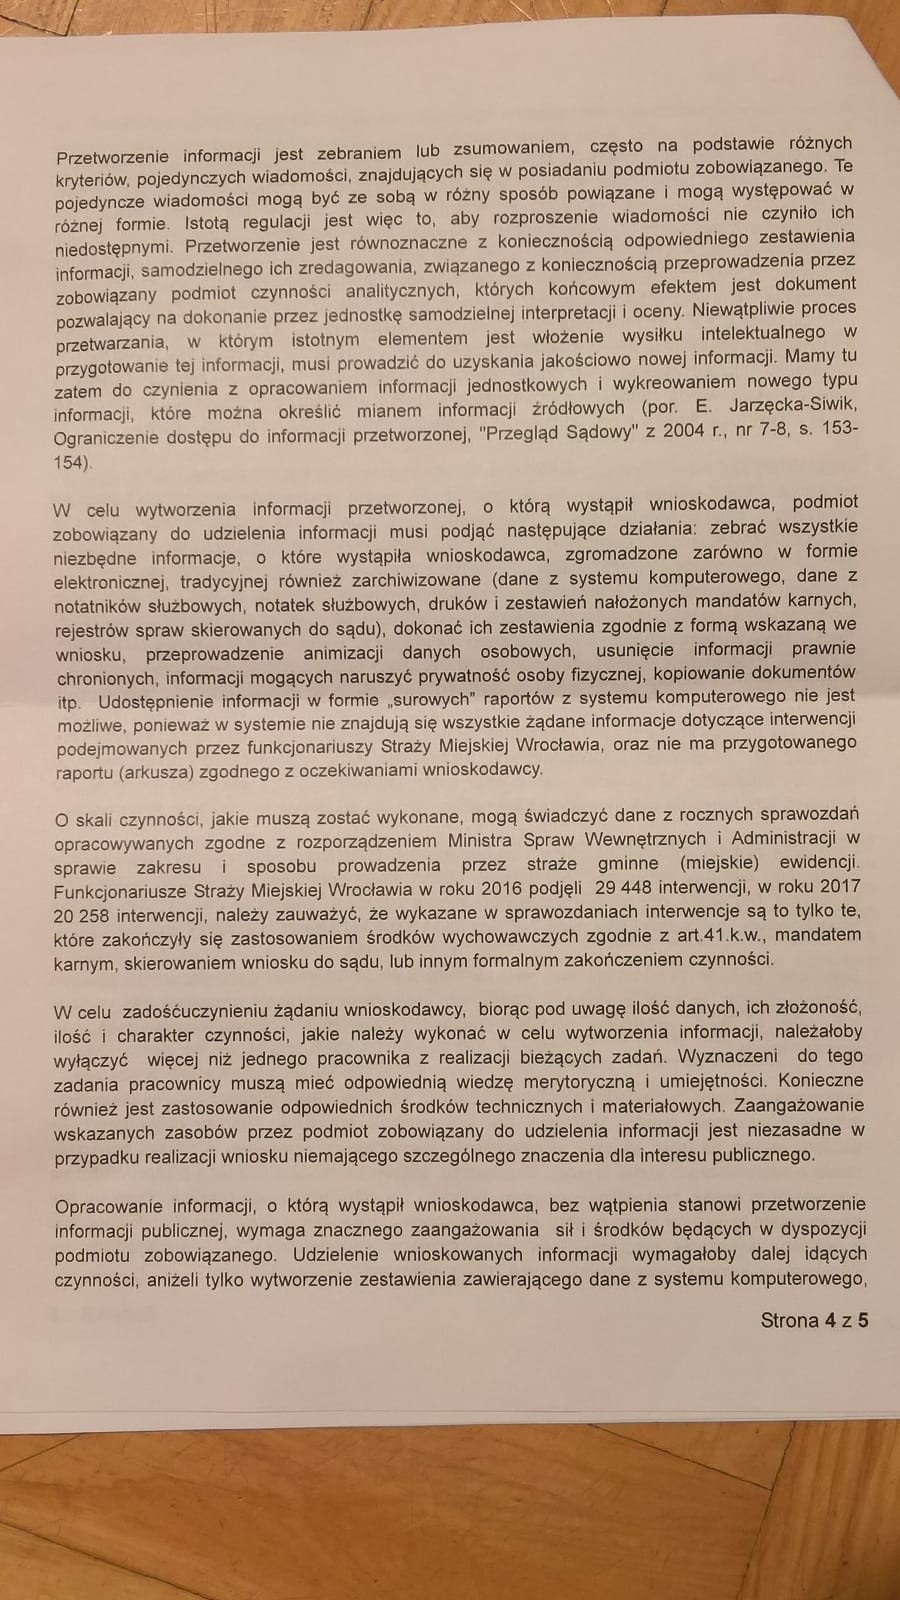 Przetworzenie informacji jest zebraniem lub zsumowaniem, często na podstawie różnych
kryteriów, pojedynczych wiadomości, znajdujących się w posiadaniu podmiotu zobowiązanego. Te
pojedyncze wiadomości mogą być ze sobą w różny sposób powiązane i mogą występować w
różnej formie. Istotą regulacji jest więc to, aby rozproszenie wiadomości nie czyniło ich
niedostępnymi. Przetworzenie jest równoznaczne z koniecznością odpowiedniego zestawienia
informacji, samodzielnego ich zredagowania, związanego z koniecznością przeprowadzenia przez
zobowiązany podmiot czynności analitycznych, których końcowym efektem jest dokument
pozwalający na dokonanie przez jednostkę samodzielnej interpretacji i oceny. Niewątpliwie proces
przetwarzania, w którym istotnym elementem jest włożenie wysiłku intelektualnego w
przygotowanie tej informacji, musi prowadzić do uzyskania jakościowo nowej informacji. Mamy tu
zatem do czynienia z opracowaniem informacji jednostkowych i wykreowaniem nowego typu
informacji, które można określić mianem informacji źródłowych (por. E. Jarzęcka-Siwik,
Ograniczenie dostępu do informacji przetworzonej, "Przegląd Sądowy" z 2004 r., nr 7-8, s. 153-
154).
W celu wytworzenia informacji przetworzonej, o którą wystąpił wnioskodawca, podmiot
zobowiązany do udzielenia informacji musi podjąć następujące działania: zebrać wszystkie
niezbędne informacje, o które wystąpiła wnioskodawca, zgromadzone zarówno w formie
elektronicznej, tradycyjnej również zarchiwizowane (dane z systemu komputerowego, dane z
notatników służbowych, notatek służbowych, druków i zestawień nałożonych mandatów karnych,
rejestrów spraw skierowanych do sądu), dokonać ich zestawienia zgodnie z formą wskazaną we
wniosku, przeprowadzenie animizacji danych osobowych, usunięcie informacji prawnie
chronionych, informacji mogących naruszyć prywatność osoby fizycznej, kopiowanie dokumentów
itp. Udostępnienie informacji w formie „surowych" raportów z systemu komputerowego nie jest
możliwe, ponieważ w systemie nie znajdują się wszystkie żądane informacje dotyczące interwencji
podejmowanych przez funkcjonariuszy Straży Miejskiej Wrocławia, oraz nie ma przygotowanego
raportu (arkusza) zgodnego z oczekiwaniami wnioskodawcy.
O skali czynności, jakie muszą zostać wykonane, mogą świadczyć dane z rocznych sprawozdań
opracowywanych zgodne z rozporządzeniem Ministra Spraw Wewnętrznych i Administracji w
sprawie zakresu i sposobu prowadzenia przez straże gminne (miejskie) ewidencji.
Funkcjonariusze Straży Miejskiej Wrocławia w roku 2016 podjęli 29 448 interwencji, w roku 2017
20 258 interwencji, należy zauważyć, że wykazane w sprawozdaniach interwencje są to tylko te,
które zakończyły się zastosowaniem środków wychowawczych zgodnie z art.41.k.w., mandatem
karnym, skierowaniem wniosku do sądu, lub innym formalnym zakończeniem czynności.
W celu zadośćuczynieniu żądaniu wnioskodawcy, biorąc pod uwagę ilość danych, ich złożoność,
ilość i charakter czynności, jakie należy wykonać w celu wytworzenia informacji, należałoby
wyłączyć więcej niż jednego pracownika z realizacji bieżących zadań. Wyznaczeni do tego
zadania pracownicy muszą mieć odpowiednią wiedzę merytoryczną i umiejętności. Konieczne
również jest zastosowanie odpowiednich środków technicznych i materiałowych. Zaangażowanie
wskazanych zasobów przez podmiot zobowiązany do udzielenia informacji jest niezasadne w
przypadku realizacji wniosku niemającego szczególnego znaczenia dla interesu publicznego.
Opracowanie informacji, o którą wystąpił wnioskodawca, bez wątpienia stanowi przetworzenie
informacji publicznej, wymaga znacznego zaangażowania sił i środków będących w dyspozycji
podmiotu zobowiązanego. Udzielenie wnioskowanych informacji wymagałoby dalej idących
czynności, aniżeli tylko wytworzenie zestawienia zawierającego dane z systemu komputerowego,
Strona 4 z 5